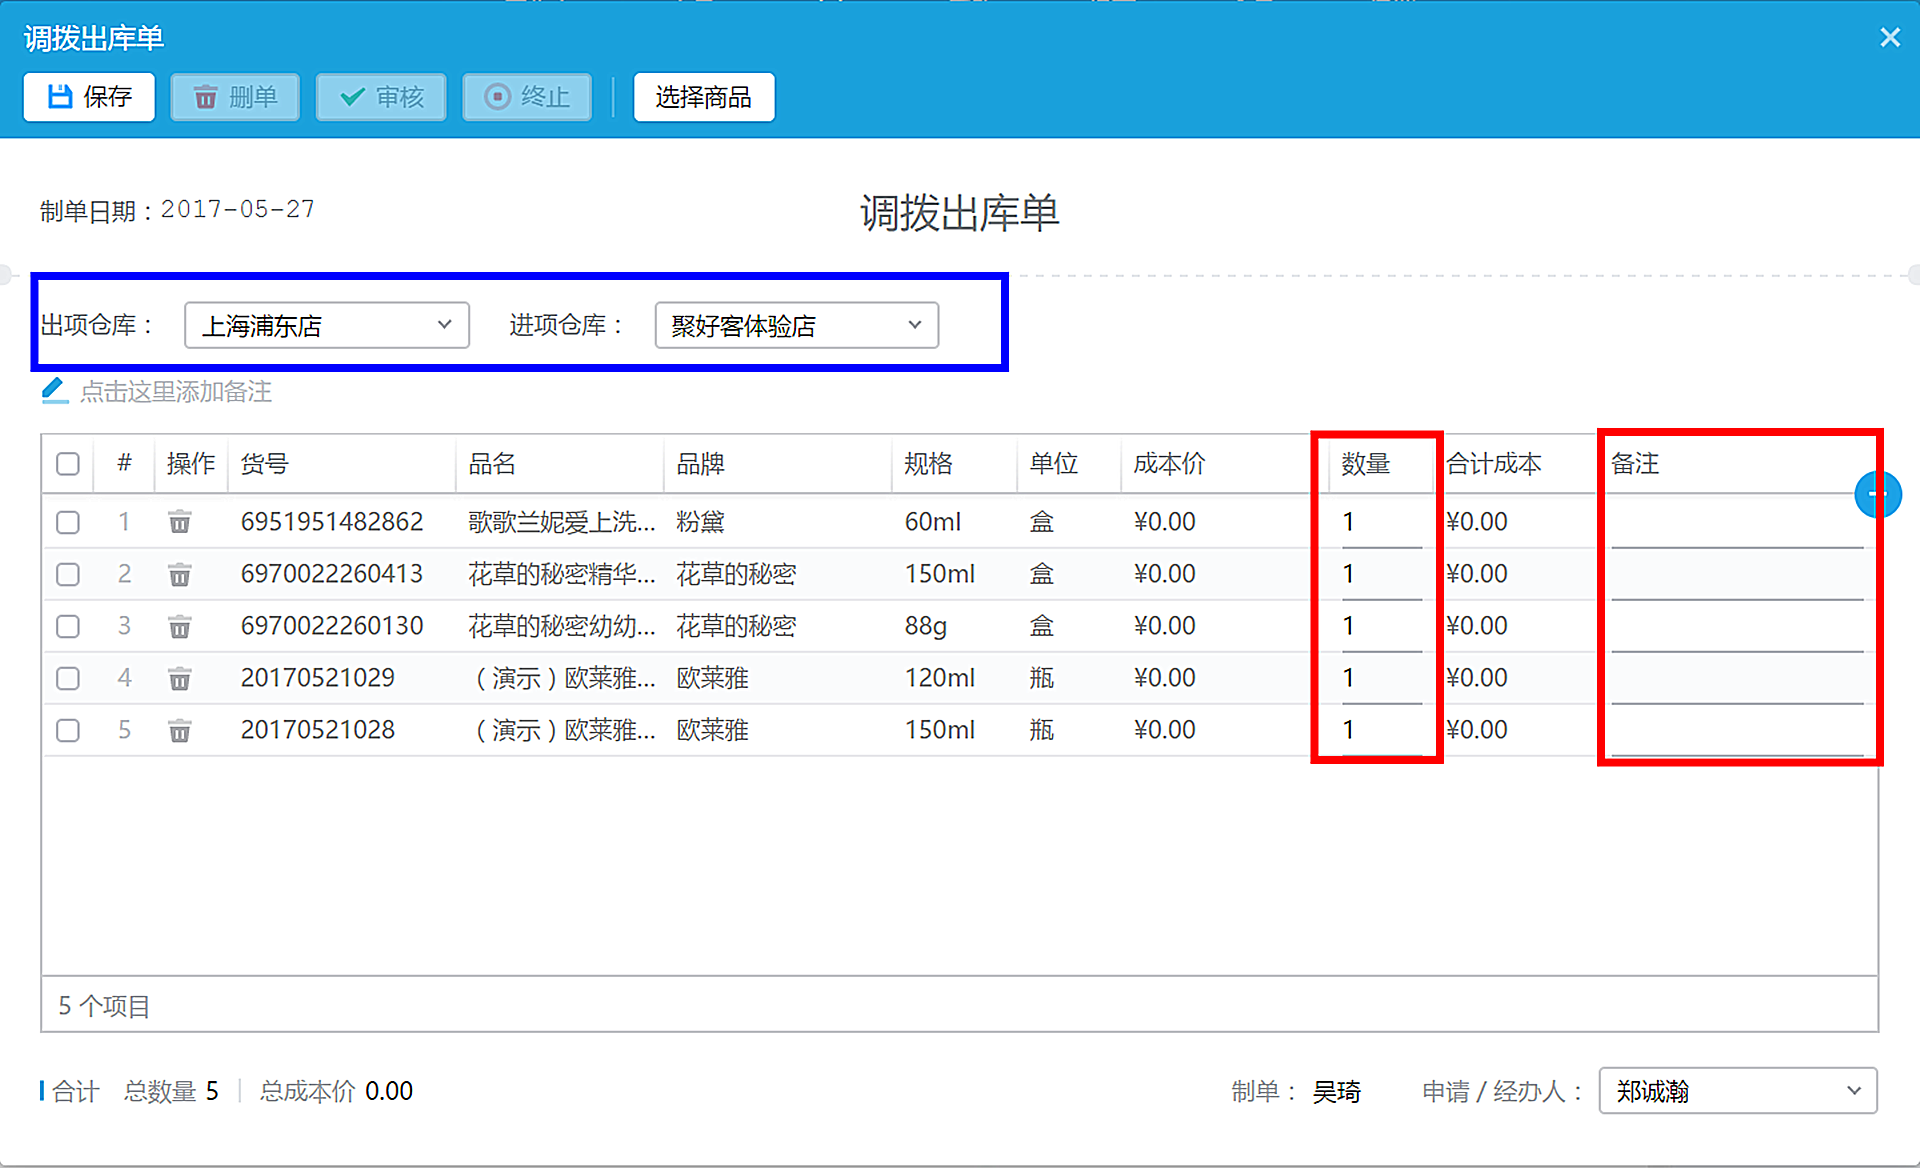 调拨出库单
保存 删单 审核 终止 选择商品
制单日期：2017-05-27
调拨出库单
出项仓库： 上海浦东店 进项仓库： 聚好客体验店
点击这里添加备注
# 操作 货号 品名 品牌 规格 单位 成本价 数量 合计成本 备注
1 6951951482862 歌歌兰妮爱上洗... 粉黛 60ml 盒 ¥0.00 1 ¥0.00
2 6970022260413 花草的秘密精华... 花草的秘密 150ml 盒 ¥0.00 1 ¥0.00
3 6970022260130 花草的秘密幼幼... 花草的秘密 88g 盒 ¥0.00 1 ¥0.00
4 20170521029 （演示）欧莱雅... 欧莱雅 120ml 瓶 ¥0.00 1 ¥0.00
5 20170521028 （演示）欧莱雅... 欧莱雅 150ml 瓶 ¥0.00 1 ¥0.00
5 个项目
合计 总数量 5 总成本价 0.00 制单： 吴琦 申请 / 经办人： 郑诚瀚